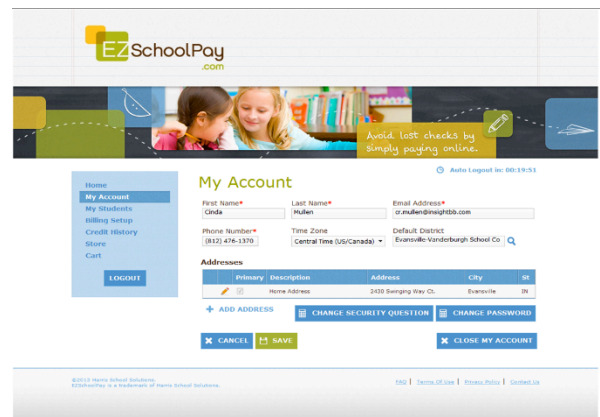 EZSchoolPay
.com
Avoid lost checks by
simply paying online.
Auto Logout in: 00:19:51
Home
My Account
My Students
Billing Setup
Credit History
Store
Cart
LOGOUT
My Account
First Name* Last Name* Email Address*
Cinda Mullen cr.mullen@insightbb.com
Phone Number* Time Zone Default District
(812) 476-1370 Central Time (US/Canada) Evansville-Vanderburgh School Co
Addresses
Primary Description Address City St
Home Address 2430 Swinging Way Ct. Evansville IN
ADD ADDRESS CHANGE SECURITY QUESTION CHANGE PASSWORD
CANCEL SAVE CLOSE MY ACCOUNT
©2013 Harris School Solutions.
EZSchoolPay is a trademark of Harris School Solutions.
FAQ | Terms Of Use | Privacy Policy | Contact Us